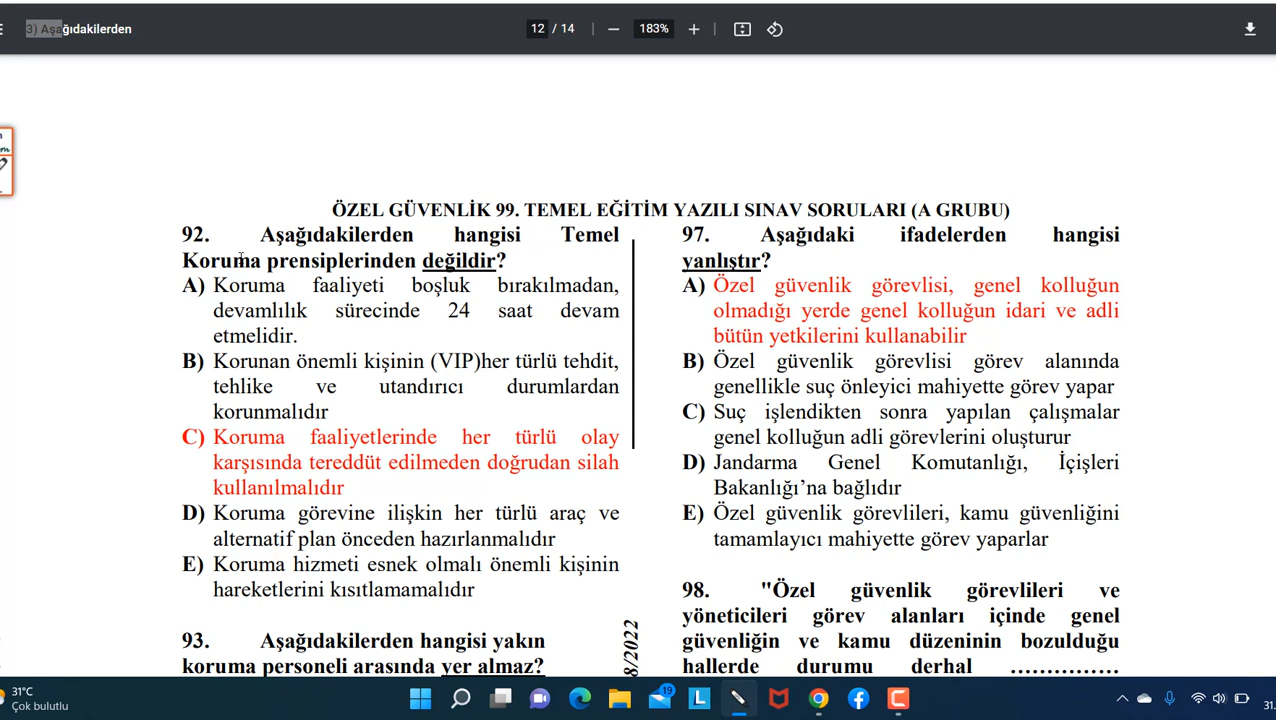 3) Aşağıdakilerden
12 / 14
183%
ÖZEL GÜVENLİK 99. TEMEL EĞİTİM YAZILI SINAV SORULARI (A GRUBU)
92. Aşağıdakilerden hangisi Temel
Koruma prensiplerinden değildir?
A) Koruma faaliyeti boşluk bırakılmadan,
devamlılık sürecinde 24 saat devam
etmelidir.
B) Korunan önemli kişinin (VIP)her türlü tehdit,
tehlike ve utandırıcı durumlardan
korunmalıdır
C) Koruma faaliyetlerinde her türlü olay
karşısında tereddüt edilmeden doğrudan silah
kullanılmalıdır
D) Koruma görevine ilişkin her türlü araç ve
alternatif plan önceden hazırlanmalıdır
E) Koruma hizmeti esnek olmalı önemli kişinin
hareketlerini kısıtlamamalıdır
93. Aşağıdakilerden hangisi yakın
koruma personeli arasında yer almaz?
8/2022
97. Aşağıdaki ifadelerden hangisi
yanlıştır?
A) Özel güvenlik görevlisi, genel kolluğun
olmadığı yerde genel kolluğun idari ve adli
bütün yetkilerini kullanabilir
B) Özel güvenlik görevlisi görev alanında
genellikle suç önleyici mahiyette görev yapar
C) Suç işlendikten sonra yapılan çalışmalar
genel kolluğun adli görevlerini oluşturur
D) Jandarma Genel Komutanlığı, İçişleri
Bakanlığı’na bağlıdır
E) Özel güvenlik görevlileri, kamu güvenliğini
tamamlayıcı mahiyette görev yaparlar
98. "Özel güvenlik görevlileri ve
yöneticileri görev alanları içinde genel
güvenliğin ve kamu düzeninin bozulduğu
hallerde durumu derhal ……………
31°C
Çok bulutlu
19
L
31.